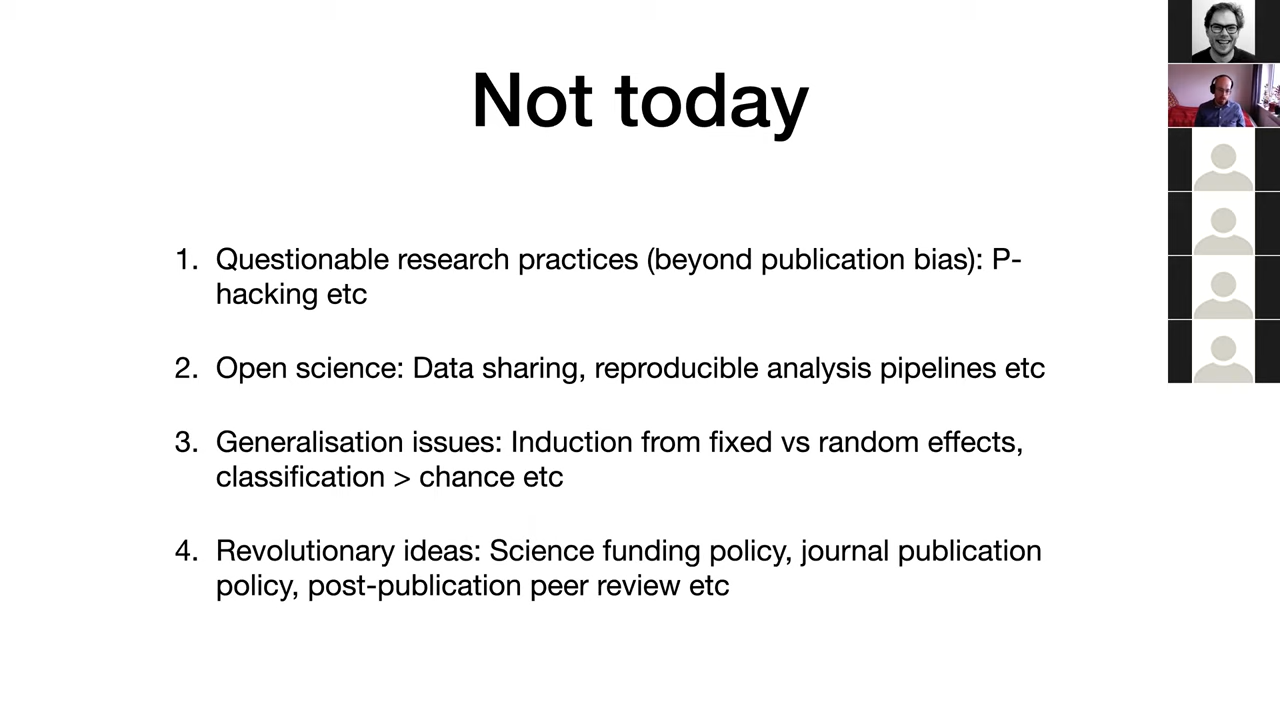 Not today
1. Questionable research practices (beyond publication bias): P-
hacking etc
2. Open science: Data sharing, reproducible analysis pipelines etc
3. Generalisation issues: Induction from fixed vs random effects,
classification > chance etc
4. Revolutionary ideas: Science funding policy, journal publication
policy, post-publication peer review etc